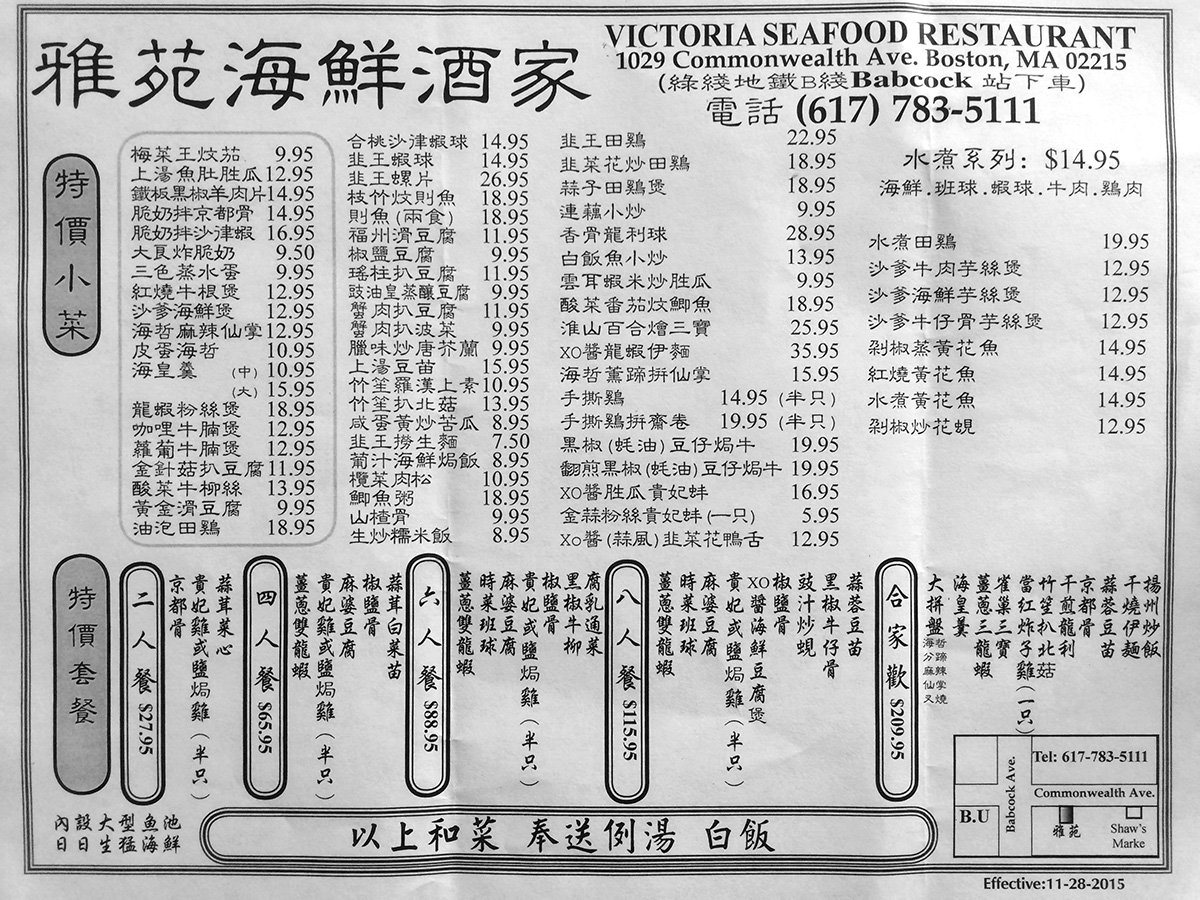 雅苑海鮮酒家
VICTORIA SEAFOOD RESTAURANT
1029 Commonwealth Ave. Boston, MA 02215
(綠綫地鐵B綫Babcock 站下車)
電話 (617) 783-5111
特價小菜
梅菜王炆茄 9.95
上湯魚肚胜瓜 12.95
鐵板黑椒羊肉片 14.95
脆奶拌京都骨 14.95
脆奶拌沙津蝦 16.95
大良炸脆奶 9.50
三色蒸水蛋 9.95
紅燒牛根煲 12.95
沙爹海鮮煲 12.95
海哲麻辣仙掌 12.95
皮蛋海哲 10.95
海皇羹 (中) 10.95
(大) 15.95
龍蝦粉絲煲 18.95
咖哩牛腩煲 12.95
蘿葡牛腩煲 12.95
金針菇扒豆腐 11.95
酸菜牛柳絲 13.95
黃金滑豆腐 9.95
油泡田鷄 18.95
合桃沙津蝦球 14.95
韭王蝦球 14.95
韭王螺片 26.95
枝竹炆則魚 18.95
則魚(兩食) 18.95
福州滑豆腐 11.95
椒鹽豆腐 9.95
瑤柱扒豆腐 11.95
豉油皇蒸釀豆腐 9.95
蟹肉扒豆腐 11.95
蟹肉扒波菜 9.95
臘味炒唐芥蘭 9.95
上湯豆苗 15.95
竹笙羅漢上素 10.95
竹笙扒北菇 13.95
咸蛋黃炒苦瓜 8.95
韭王撈生麵 7.50
葡汁海鮮焗飯 8.95
欖菜肉松 10.95
鯽魚粥 18.95
山楂骨 9.95
生炒糯米飯 8.95
韭王田鷄 22.95
韭菜花炒田鷄 18.95
蒜子田鷄煲 18.95
連藕小炒 9.95
香骨龍利球 28.95
白飯魚小炒 13.95
雲耳蝦米炒胜瓜 9.95
酸菜番茄炆鯽魚 18.95
淮山百合燴三寶 25.95
XO醬龍蝦伊麵 35.95
海哲薰蹄拼仙掌 15.95
手撕鷄 14.95 (半只)
手撕鷄拼齋卷 19.95 (半只)
黑椒(蚝油)豆仔焗牛 19.95
翻煎黑椒(蚝油)豆仔焗牛 19.95
XO醬胜瓜貴妃蚌 16.95
金蒜粉絲貴妃蚌(一只) 5.95
XO醬(蒜風)韭菜花鴨舌 12.95
水煮系列: $14.95
海鮮.班球.蝦球.牛肉.鷄肉
水煮田鷄 19.95
沙爹牛肉芋絲煲 12.95
沙爹海鮮芋絲煲 12.95
沙爹牛仔骨芋絲煲 12.95
剁椒蒸黃花魚 14.95
紅燒黃花魚 14.95
水煮黃花魚 14.95
剁椒炒花蜆 12.95
特價套餐
二人餐 $27.95
蒜茸菜心
貴妃雞或鹽焗雞(半只)
京都骨
四人餐 $65.95
蒜茸白菜苗
椒鹽骨
麻婆豆腐
貴妃雞或鹽焗雞(半只)
薑蔥雙龍蝦
六人餐 $88.95
腐乳通菜
黑椒牛柳
椒鹽骨
貴妃或鹽焗雞(半只)
麻婆豆腐
時菜班球
薑蔥雙龍蝦
八人餐 $115.95
蒜蓉豆苗
黑椒牛仔骨
豉汁炒蜆
椒鹽骨
XO醬海鮮豆腐煲
貴妃或鹽焗雞(半只)
麻婆豆腐
時菜班球
薑蔥雙龍蝦
合家歡 $209.95
揚州炒飯
干燒伊麵
蒜蓉豆苗
京都骨
干煎龍利
竹笙扒北菇
當紅炸子雞(一只)
雀巢三寶
薑蔥三龍蝦
海皇羹
大拼盤
海哲
分蹄
麻辣
仙掌
叉燒
內設大型魚池
日日生猛海鮮
以上和菜 奉送例湯 白飯
Tel: 617-783-5111
Commonwealth Ave.
Babcock Ave.
B.U
雅苑
Shaw's
Marke
Effective:11-28-2015